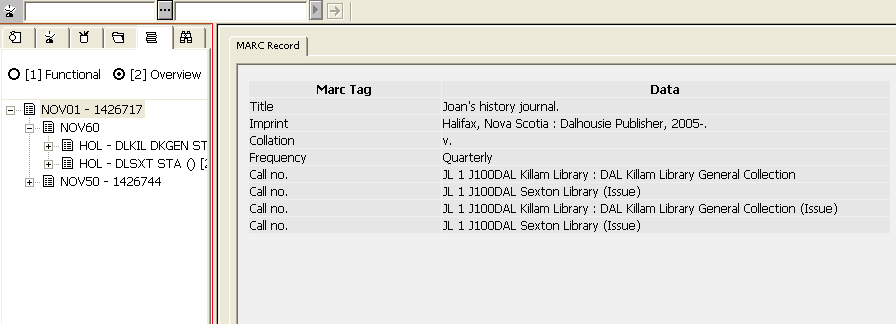 MARC Record
[1] Functional [2] Overview
NOV01 - 1426717
NOV60
HOL - DLKIL DKGEN ST
HOL - DLSXT STA () [2
NOV50 - 1426744
Marc Tag Data
Title Joan's history journal.
Imprint Halifax, Nova Scotia : Dalhousie Publisher, 2005-.
Collation v.
Frequency Quarterly
Call no. JL 1 J100DAL Killam Library : DAL Killam Library General Collection
Call no. JL 1 J100DAL Sexton Library (Issue)
Call no. JL 1 J100DAL Killam Library : DAL Killam Library General Collection (Issue)
Call no. JL 1 J100DAL Sexton Library (Issue)